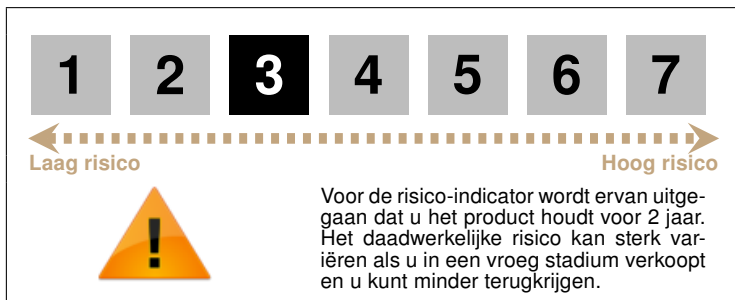 1 2 3 4 5 6 7
Laag risico Hoog risico
!
Voor de risico-indicator wordt ervan uitge-
gaan dat u het product houdt voor 2 jaar.
Het daadwerkelijke risico kan sterk var-
iëren als u in een vroeg stadium verkoopt
en u kunt minder terugkrijgen.